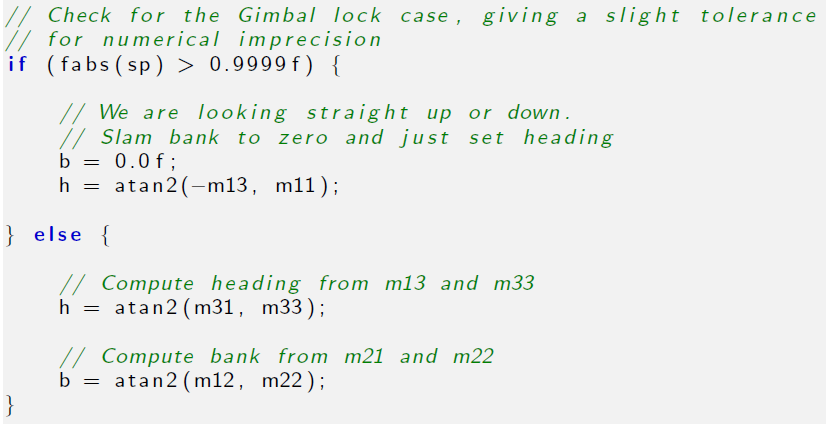 // Check for the Gimbal lock case, giving a slight tolerance
// for numerical imprecision
if (fabs(sp) > 0.9999f) {
// We are looking straight up or down.
// Slam bank to zero and just set heading
b = 0.0f;
h = atan2(−m13, m11);
} else {
// Compute heading from m13 and m33
h = atan2(m31, m33);
// Compute bank from m21 and m22
b = atan2(m12, m22);
}